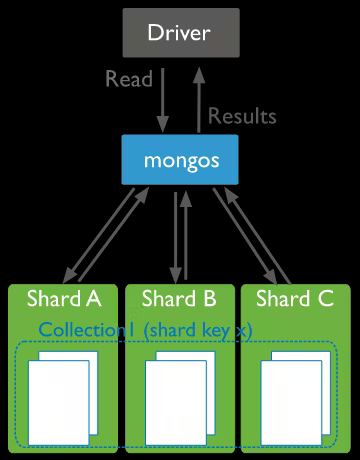 Driver
Read
Results
mongos
Shard A
Shard B
Shard C
Collection1 (shard key x)